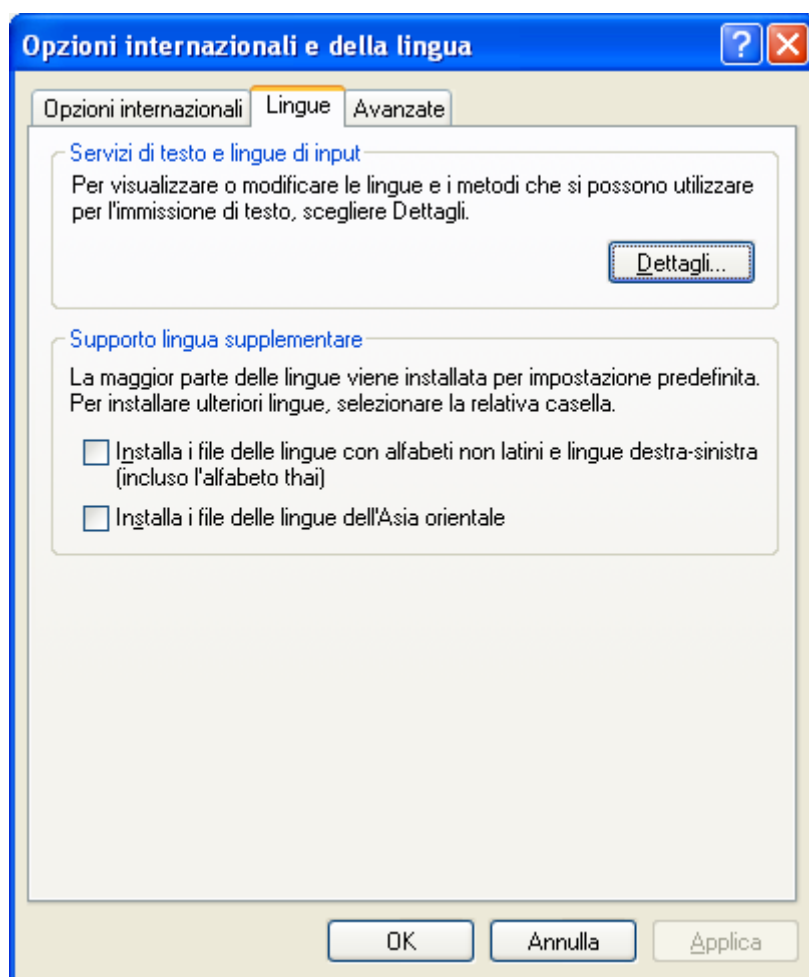 Opzioni internazionali e della lingua
Opzioni internazionali Lingue Avanzate
Servizi di testo e lingue di input
Per visualizzare o modificare le lingue e i metodi che si possono utilizzare
per l'immissione di testo, scegliere Dettagli.
Dettagli...
Supporto lingua supplementare
La maggior parte delle lingue viene installata per impostazione predefinita.
Per installare ulteriori lingue, selezionare la relativa casella.
Installa i file delle lingue con alfabeti non latini e lingue destra-sinistra
(incluso l'alfabeto thai)
Installa i file delle lingue dell'Asia orientale
OK Annulla Applica